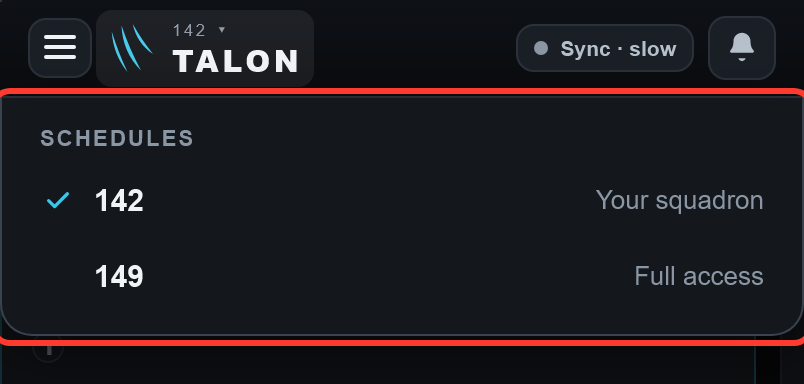 142 ▾
TALON
Sync · slow
SCHEDULES
142 Your squadron
149 Full access